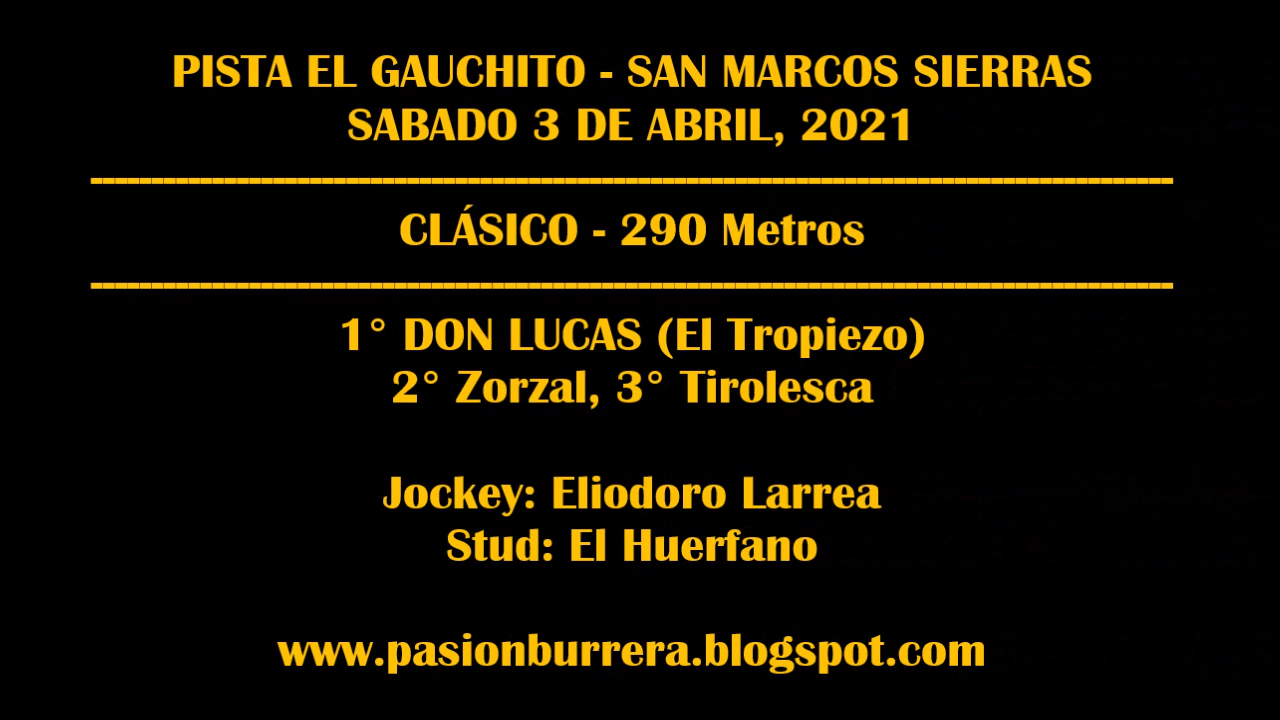 PISTA EL GAUCHITO - SAN MARCOS SIERRAS
SABADO 3 DE ABRIL, 2021
CLÁSICO - 290 Metros
1° DON LUCAS (El Tropiezo)
2° Zorzal, 3° Tirolesca
Jockey: Eliodoro Larrea
Stud: El Huerfano
www.pasionburrera.blogspot.com